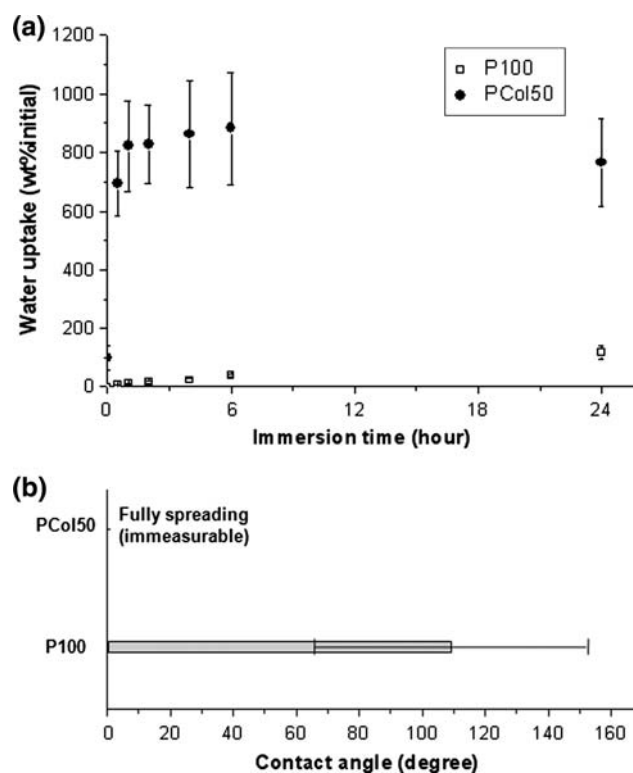 (a)
1200
1000
800
600
400
200
0
Water uptake (wt%initial)
P100
PCol50
0 6 12 18 24
Immersion time (hour)
(b)
PCol50
Fully spreading
(immeasurable)
P100
0 20 40 60 80 100 120 140 160
Contact angle (degree)